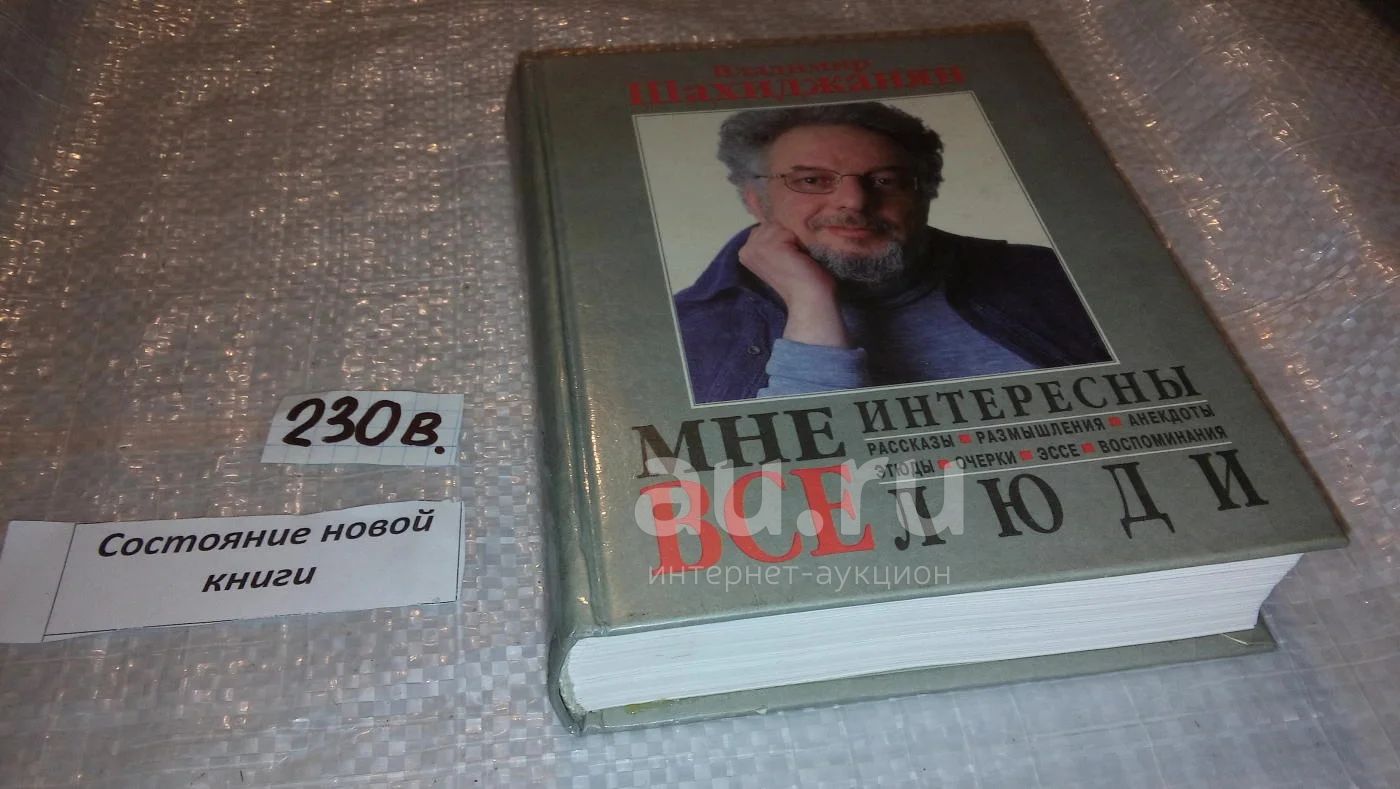 Владимир
Шахиджанян
МНЕ ИНТЕРЕСНЫ
РАССКАЗЫ ▪ РАЗМЫШЛЕНИЯ ▪ АНЕКДОТЫ
ЭТЮДЫ ▪ ОЧЕРКИ ▪ ЭССЕ ▪ ВОСПОМИНАНИЯ
ВСЕ ЛЮДИ
au.ru
интернет-аукцион
230в.
Состояние новой
книги